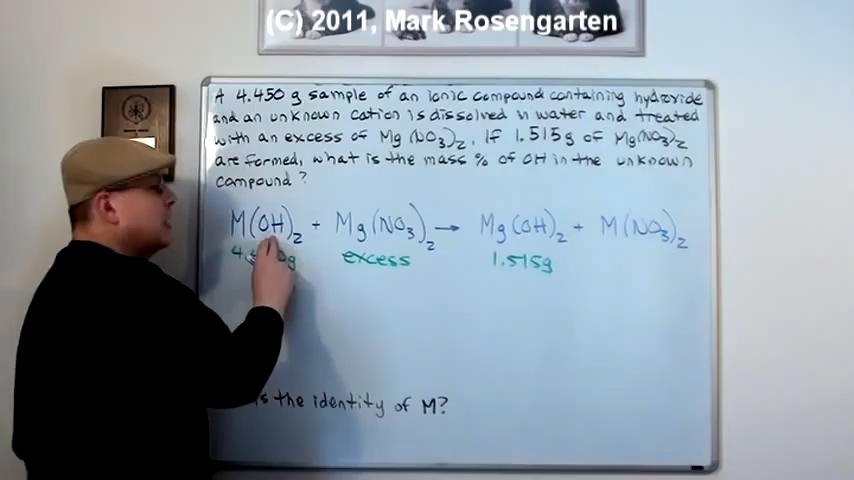 (C) 2011, Mark Rosengarten
A 4.450 g sample of an ionic compound containing hydroxide
and an unknown cation is dissolved in water and treated
with an excess of Mg(NO₃)₂. If 1.515g of Mg(NO₃)₂
are formed, what is the mass % of OH in the unknown
compound?
M(OH)₂ + Mg(NO₃)₂ → Mg(OH)₂ + M(NO₃)₂
excess 1.515g
the identity of M?